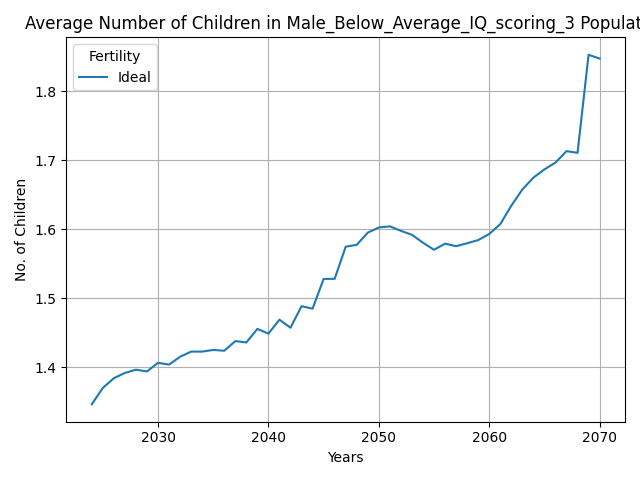 Average Number of Children in Male_Below_Average_IQ_scoring_3 Populat
Fertility
Ideal
No. of Children
1.8
1.7
1.6
1.5
1.4
2030 2040 2050 2060 2070
Years